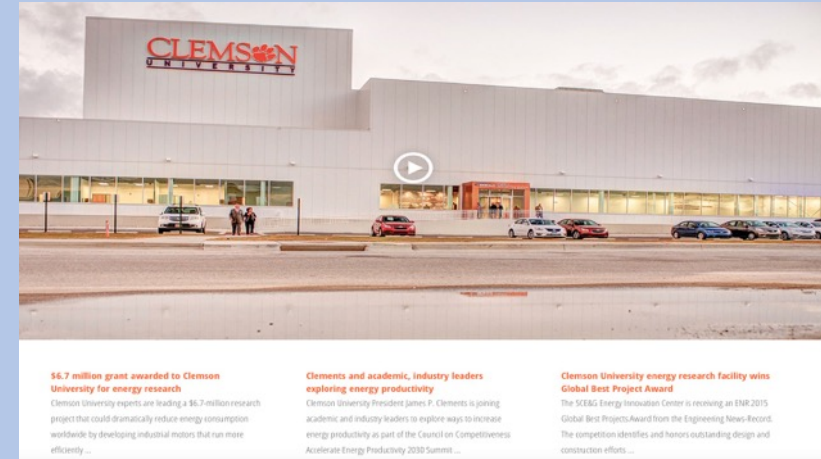 CLEMSON
UNIVERSITY
$6.7 million grant awarded to Clemson
University for energy research
Clemson University experts are leading a $6.7-million research
project that could dramatically reduce energy consumption
worldwide by developing industrial motors that run more
efficiently ...
Clements and academic, industry leaders
exploring energy productivity
Clemson University President James P. Clements is joining
academic and industry leaders to explore ways to increase
energy productivity as part of the Council on Competitiveness
Accelerate Energy Productivity 2030 Summit ...
Clemson University energy research facility wins
Global Best Project Award
The SCE&G Energy Innovation Center is receiving an ENR 2015
Global Best Projects Award from the Engineering News-Record.
The competition identifies and honors outstanding design and
construction efforts ...